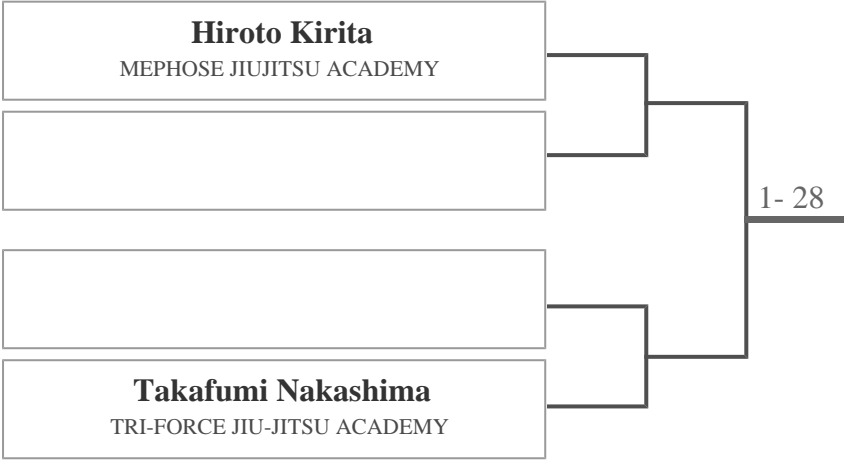 Hiroto Kirita
MEPHOSE JIUJITSU ACADEMY
1- 28
Takafumi Nakashima
TRI-FORCE JIU-JITSU ACADEMY